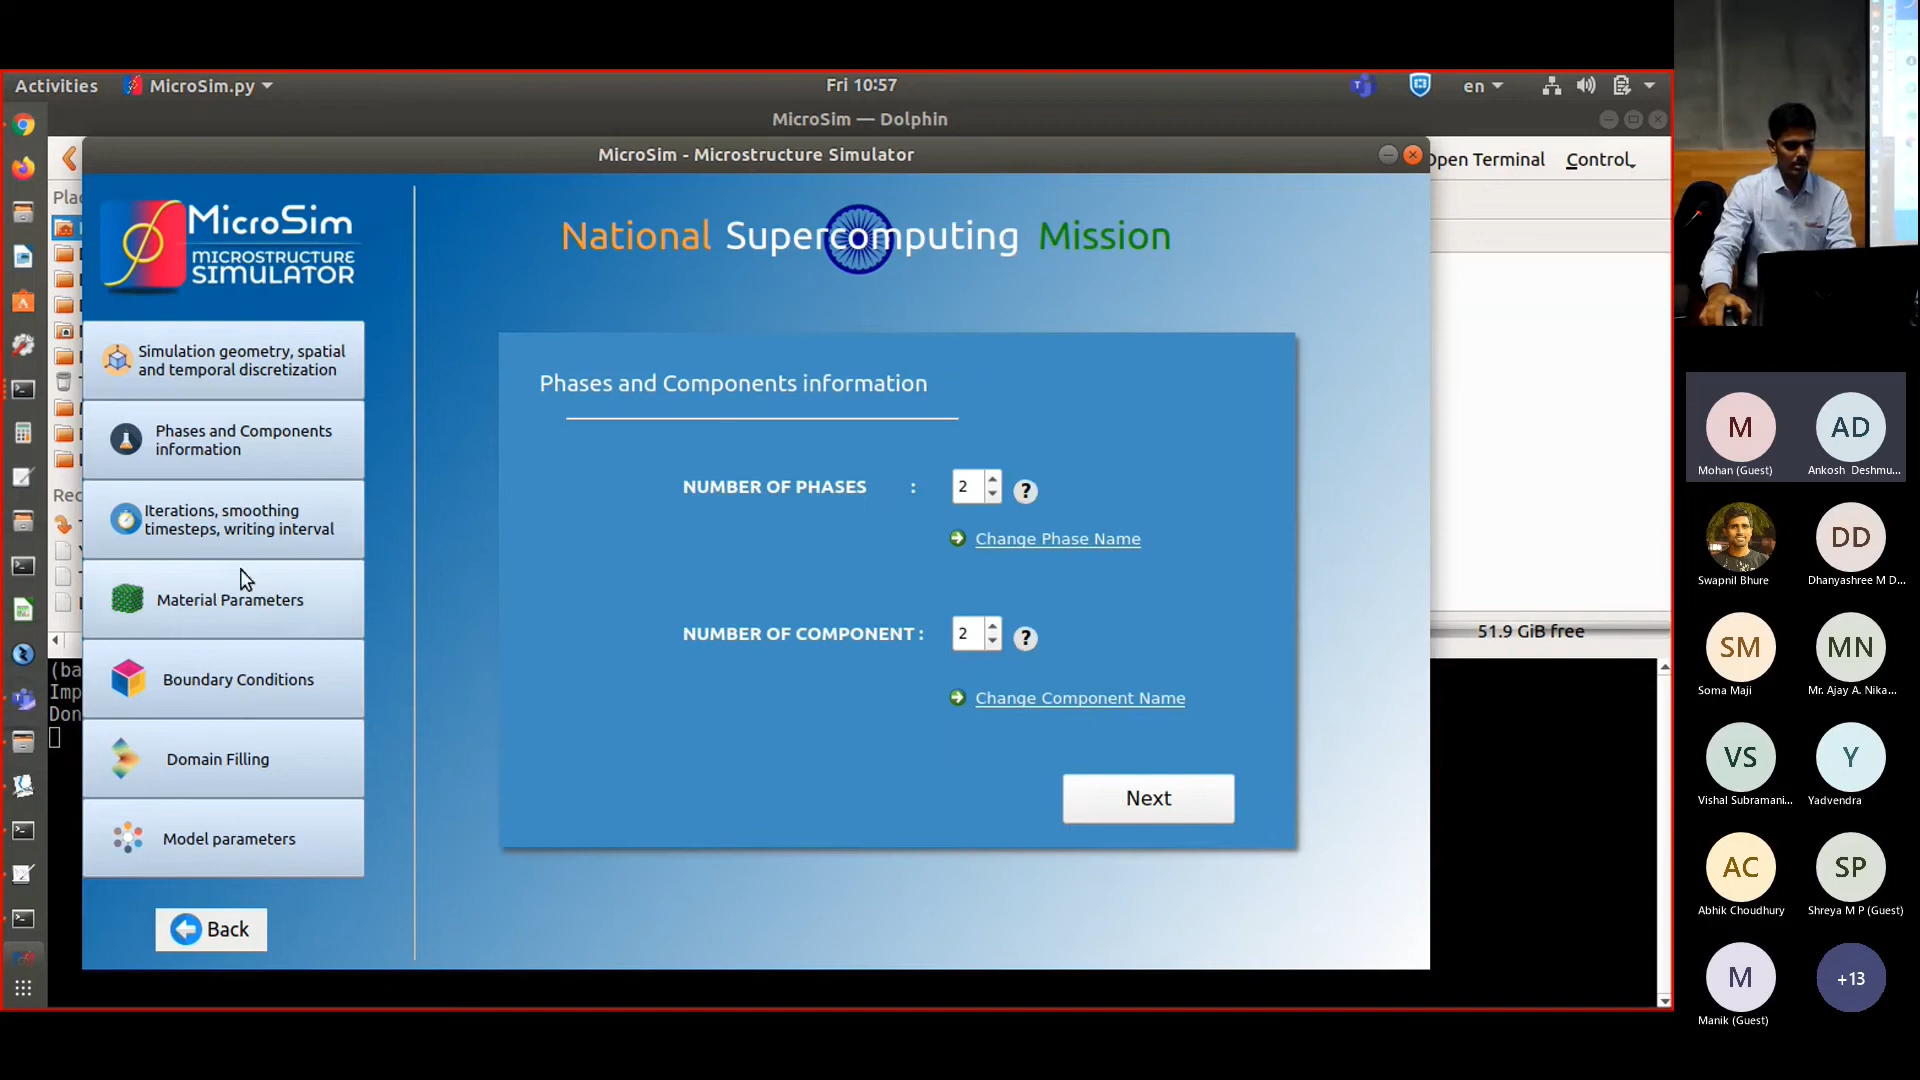 Activities
MicroSim.py
Fri 10:57
en
MicroSim — Dolphin
MicroSim - Microstructure Simulator
Open Terminal
Control
Plac
MicroSim
MICROSTRUCTURE
SIMULATOR
National Supercomputing Mission
Simulation geometry, spatial
and temporal discretization
Phases and Components
information
Iterations, smoothing
timesteps, writing interval
Material Parameters
Boundary Conditions
Domain Filling
Model parameters
Back
Phases and Components information
NUMBER OF PHASES :
2
?
Change Phase Name
NUMBER OF COMPONENT :
2
?
Change Component Name
Next
Rec
51.9 GiB free
(ba
Imp
Don
M
Mohan (Guest)
AD
Ankosh Deshmu...
Swapnil Bhure
DD
Dhanyashree M D...
SM
Soma Maji
MN
Mr. Ajay A. Nika...
VS
Vishal Subramani...
Y
Yadvendra
AC
Abhik Choudhury
SP
Shreya M P (Guest)
M
Manik (Guest)
+13